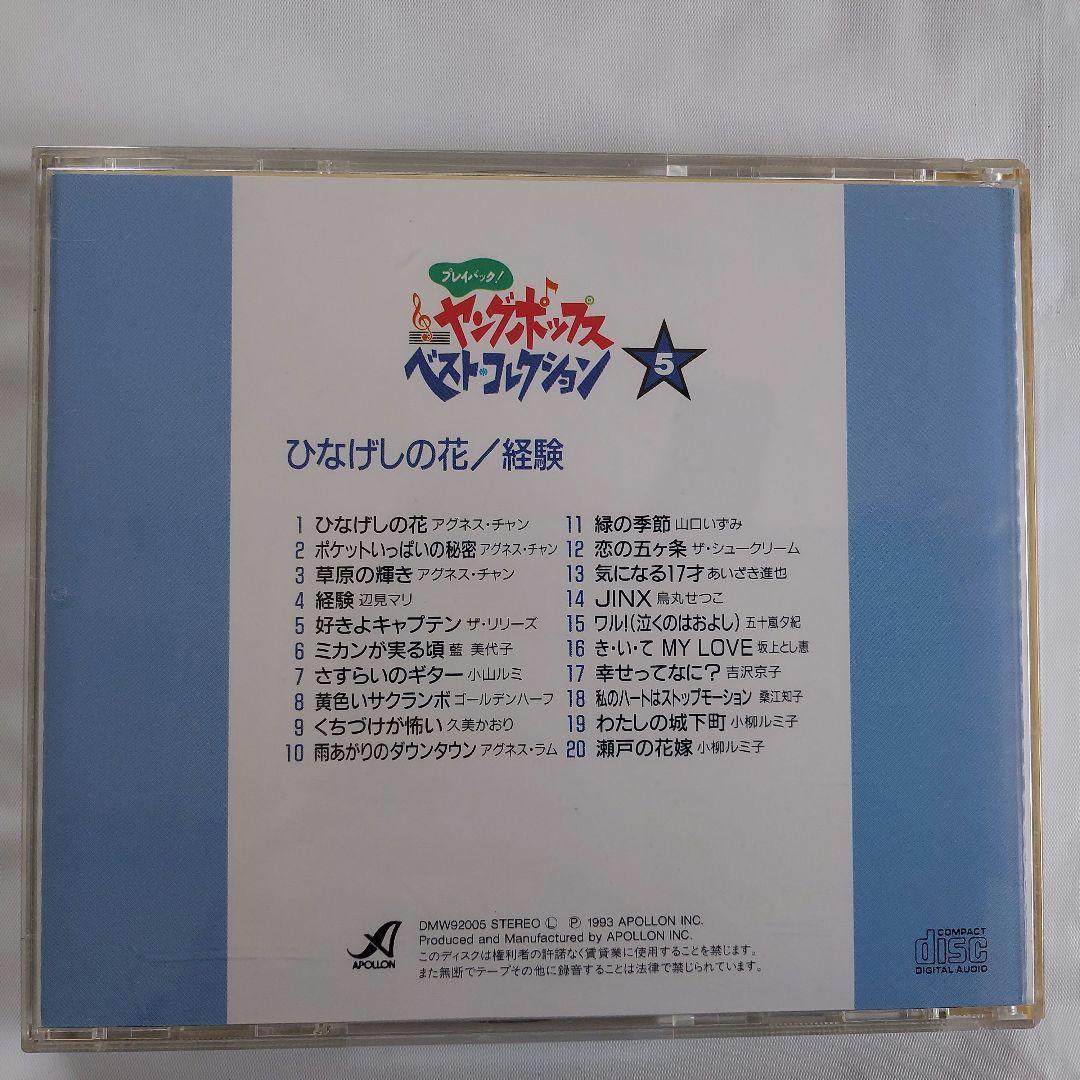 プレイバック!
ヤングポップス
ベスト・コレクション
5
ひなげしの花/経験
1 ひなげしの花 アグネス・チャン
2 ポケットいっぱいの秘密 アグネス・チャン
3 草原の輝き アグネス・チャン
4 経験 辺見マリ
5 好きよキャプテン ザ・リリーズ
6 ミカンが実る頃 藍 美代子
7 さすらいのギター 小山ルミ
8 黄色いサクランボ ゴールデンハーフ
9 くちづけが怖い 久美かおり
10 雨あがりのダウンタウン アグネス・ラム
11 緑の季節 山口いずみ
12 恋の五ヶ条 ザ・シュークリーム
13 気になる17才 あいざき進也
14 JINX 烏丸せつこ
15 ワル!(泣くのはおよし) 五十嵐夕紀
16 き・い・て MY LOVE 坂上とし恵
17 幸せってなに? 吉沢京子
18 私のハートはストップモーション 桑江知子
19 わたしの城下町 小柳ルミ子
20 瀬戸の花嫁 小柳ルミ子
APOLLON
DMW92005 STEREO Ⓛ Ⓟ 1993 APOLLON INC.
Produced and Manufactured by APOLLON INC.
このディスクは権利者の許諾なく賃貸業に使用することを禁じます。
また無断でテープその他に録音することは法律で禁じられています。
COMPACT
disc
DIGITAL AUDIO